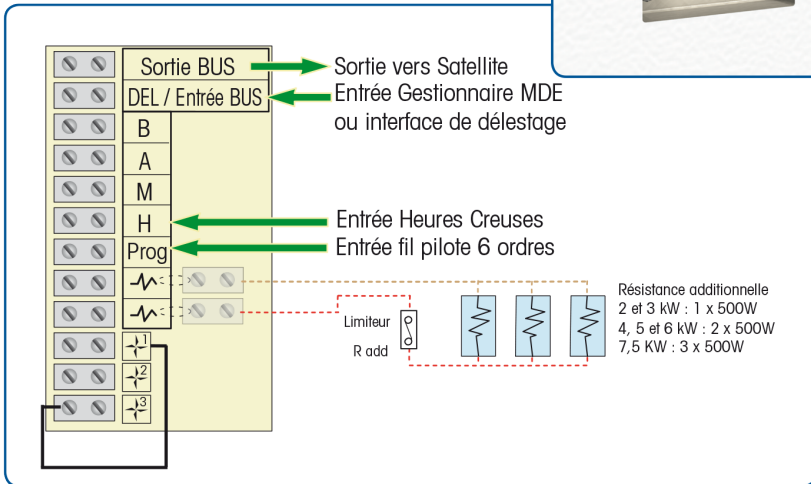 Sortie BUS
Sortie vers Satellite
DEL / Entrée BUS
Entrée Gestionnaire MDE
ou interface de délestage
B
A
M
H
Entrée Heures Creuses
Prog
Entrée fil pilote 6 ordres
Limiteur
R add
Résistance additionnelle
2 et 3 kW : 1 x 500W
4, 5 et 6 kW : 2 x 500W
7,5 KW : 3 x 500W
1
2
3